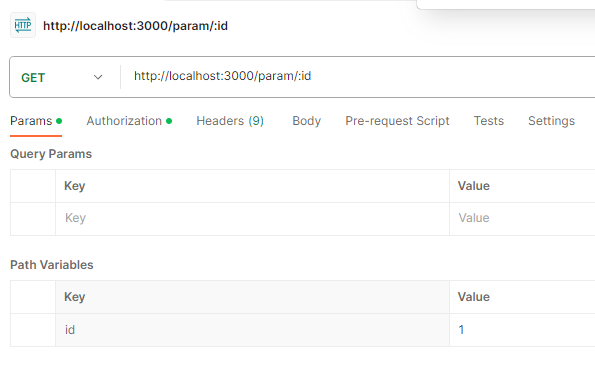 HTTP http://localhost:3000/param/:id
GET http://localhost:3000/param/:id
Params Authorization Headers (9) Body Pre-request Script Tests Settings
Query Params
Key Value
Key Value
Path Variables
Key Value
id 1